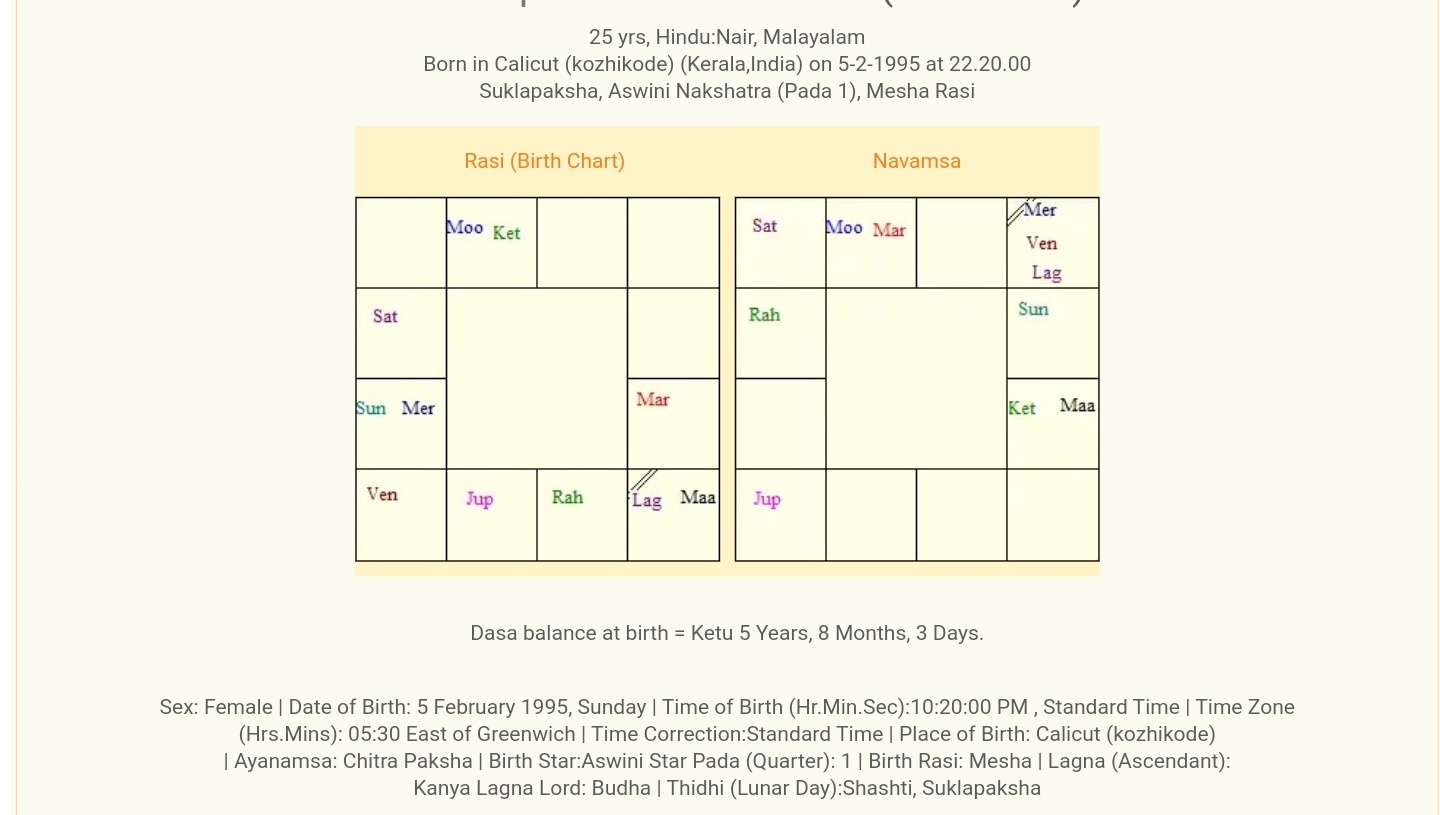 25 yrs, Hindu:Nair, Malayalam
Born in Calicut (kozhikode) (Kerala,India) on 5-2-1995 at 22.20.00
Suklapaksha, Aswini Nakshatra (Pada 1), Mesha Rasi
Rasi (Birth Chart)
Moo Ket
Sat
Sun Mer
Mar
Ven
Jup
Rah
Lag Maa
Navamsa
Sat
Moo Mar
Mer
Ven
Lag
Rah
Sun
Ket Maa
Jup
Dasa balance at birth = Ketu 5 Years, 8 Months, 3 Days.
Sex: Female | Date of Birth: 5 February 1995, Sunday | Time of Birth (Hr.Min.Sec):10:20:00 PM , Standard Time | Time Zone
(Hrs.Mins): 05:30 East of Greenwich | Time Correction:Standard Time | Place of Birth: Calicut (kozhikode)
| Ayanamsa: Chitra Paksha | Birth Star:Aswini Star Pada (Quarter): 1 | Birth Rasi: Mesha | Lagna (Ascendant):
Kanya Lagna Lord: Budha | Thidhi (Lunar Day):Shashti, Suklapaksha